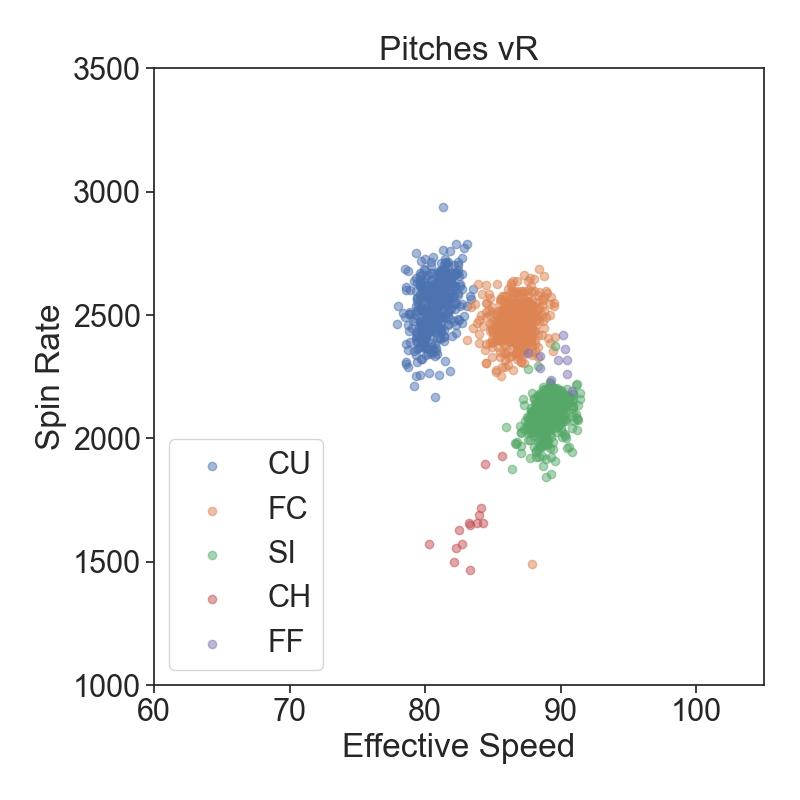 Pitches vR
3500
3000
2500
2000
1500
1000
Spin Rate
CU
FC
SI
CH
FF
60 70 80 90 100
Effective Speed